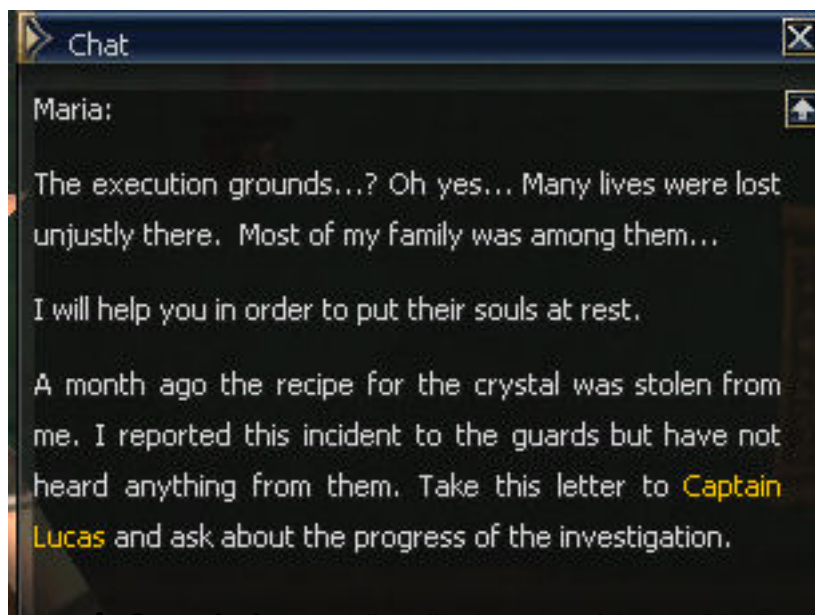 Chat
Maria:
The execution grounds...? Oh yes... Many lives were lost
unjustly there.  Most of my family was among them...
I will help you in order to put their souls at rest.
A month ago the recipe for the crystal was stolen from
me. I reported this incident to the guards but have not
heard anything from them. Take this letter to Captain
Lucas and ask about the progress of the investigation.